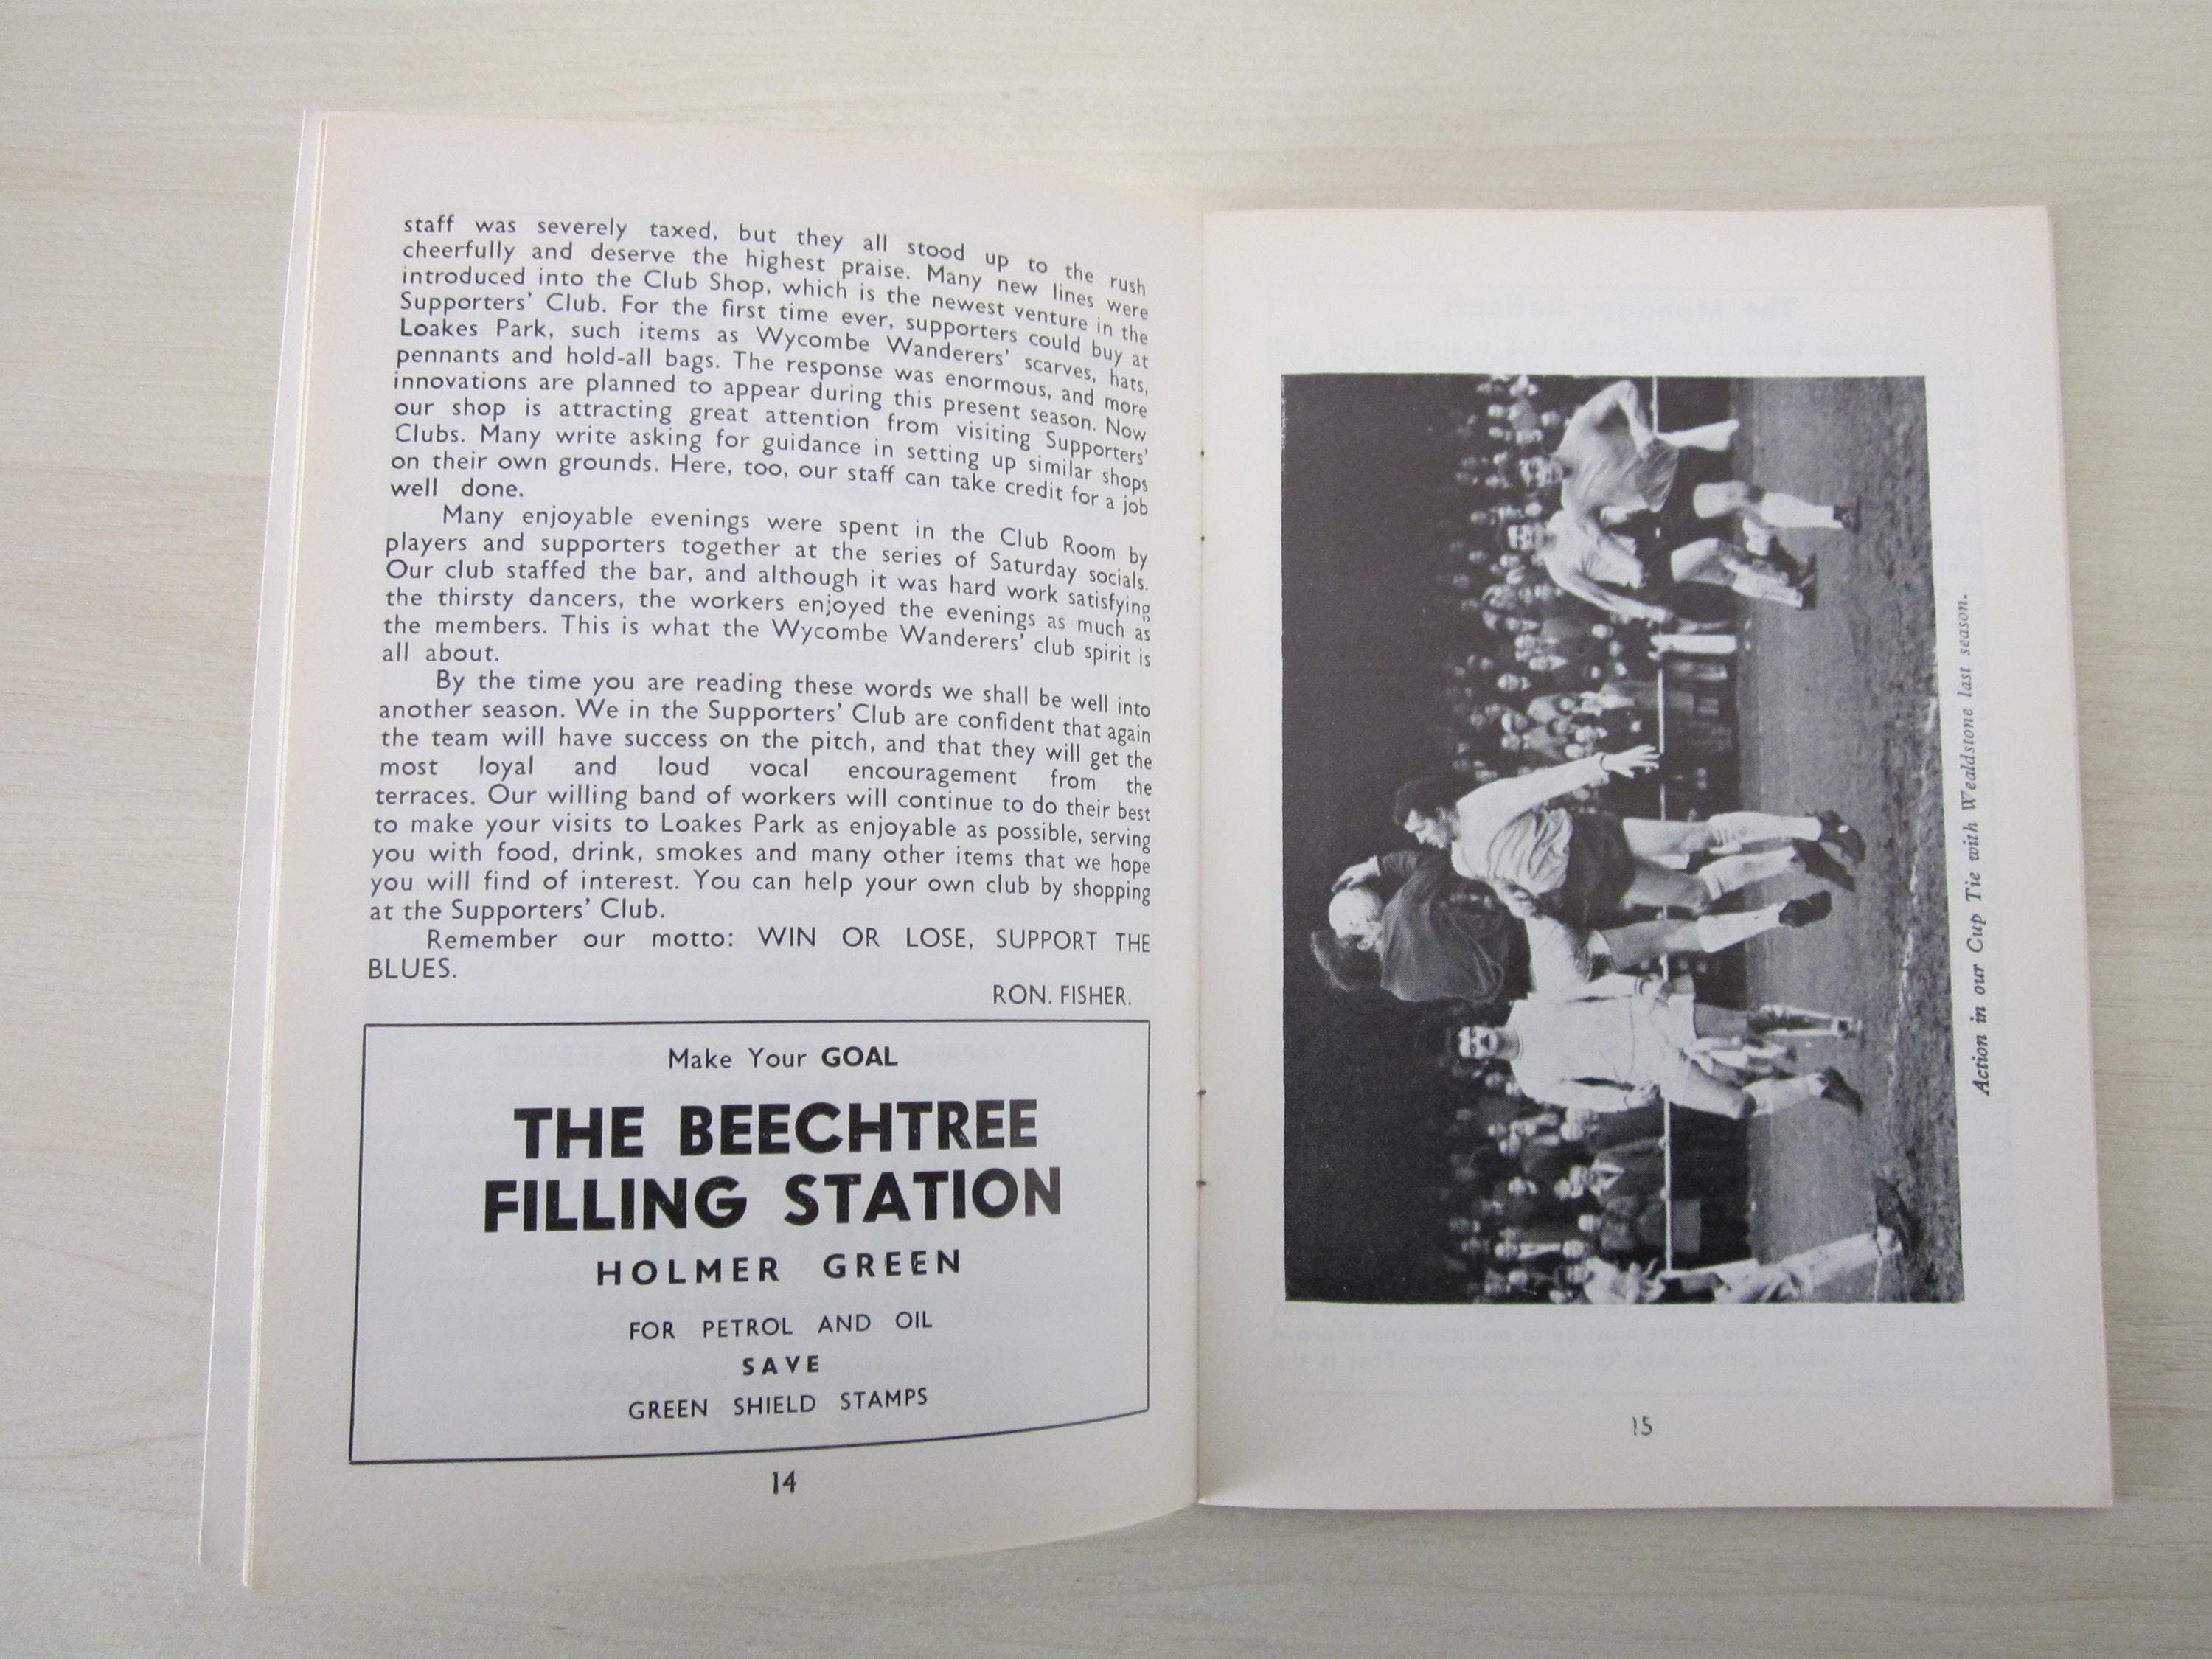 staff was severely taxed, but they all stood up to the rush
cheerfully and deserve the highest praise. Many new lines were
introduced into the Club Shop, which is the newest venture in the
Supporters' Club. For the first time ever, supporters could buy at
Loakes Park, such items as Wycombe Wanderers' scarves, hats,
pennants and hold-all bags. The response was enormous, and more
innovations are planned to appear during this present season. Now
our shop is attracting great attention from visiting Supporters'
Clubs. Many write asking for guidance in setting up similar shops
on their own grounds. Here, too, our staff can take credit for a job
well done.
Many enjoyable evenings were spent in the Club Room by
players and supporters together at the series of Saturday socials.
Our club staffed the bar, and although it was hard work satisfying
the thirsty dancers, the workers enjoyed the evenings as much as
the members. This is what the Wycombe Wanderers' club spirit is
all about.
By the time you are reading these words we shall be well into
another season. We in the Supporters' Club are confident that again
the team will have success on the pitch, and that they will get the
most loyal and loud vocal encouragement from the
terraces. Our willing band of workers will continue to do their best
to make your visits to Loakes Park as enjoyable as possible, serving
you with food, drink, smokes and many other items that we hope
you will find of interest. You can help your own club by shopping
at the Supporters' Club.
Remember our motto: WIN OR LOSE, SUPPORT THE
BLUES.
RON. FISHER.
Make Your GOAL
THE BEECHTREE
FILLING STATION
HOLMER GREEN
FOR PETROL AND OIL
SAVE
GREEN SHIELD STAMPS
14
Action in our Cup Tie with Wealdstone last season.
15